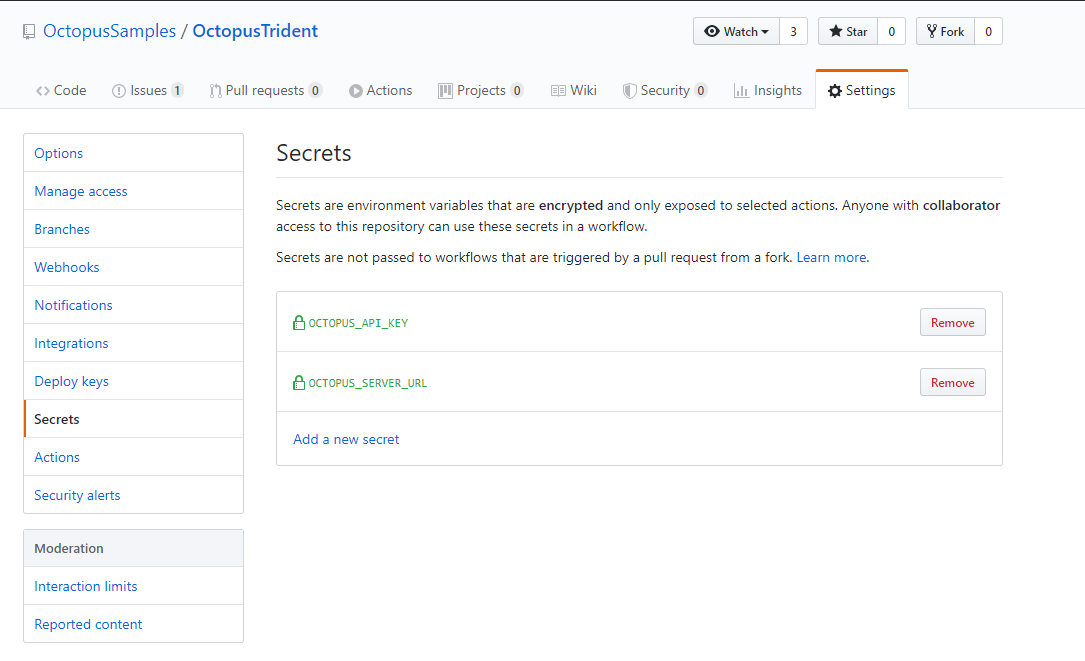 OctopusSamples / OctopusTrident
Watch 3 Star 0 Fork 0
Code Issues 1 Pull requests 0 Actions Projects 0 Wiki Security 0 Insights Settings
Options
Manage access
Branches
Webhooks
Notifications
Integrations
Deploy keys
Secrets
Actions
Security alerts
Moderation
Interaction limits
Reported content
Secrets
Secrets are environment variables that are encrypted and only exposed to selected actions. Anyone with collaborator
access to this repository can use these secrets in a workflow.
Secrets are not passed to workflows that are triggered by a pull request from a fork. Learn more.
OCTOPUS_API_KEY Remove
OCTOPUS_SERVER_URL Remove
Add a new secret